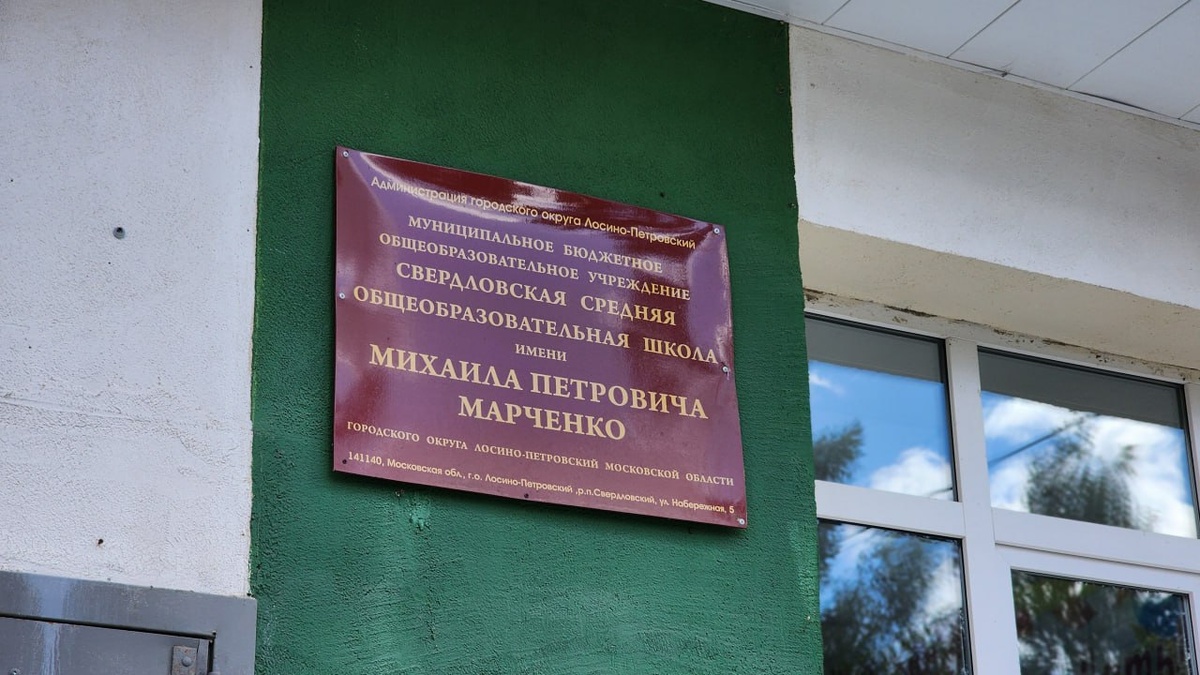 Администрация городского округа Лосино-Петровский
МУНИЦИПАЛЬНОЕ БЮДЖЕТНОЕ
ОБЩЕОБРАЗОВАТЕЛЬНОЕ УЧРЕЖДЕНИЕ
СВЕРДЛОВСКАЯ СРЕДНЯЯ
ОБЩЕОБРАЗОВАТЕЛЬНАЯ ШКОЛА
ИМЕНИ
МИХАИЛА ПЕТРОВИЧА
МАРЧЕНКО
ГОРОДСКОГО ОКРУГА ЛОСИНО-ПЕТРОВСКИЙ МОСКОВСКОЙ ОБЛАСТИ
141140, Московская обл., г.о. Лосино-Петровский ,р.п.Свердловский, ул. Набережная, 5